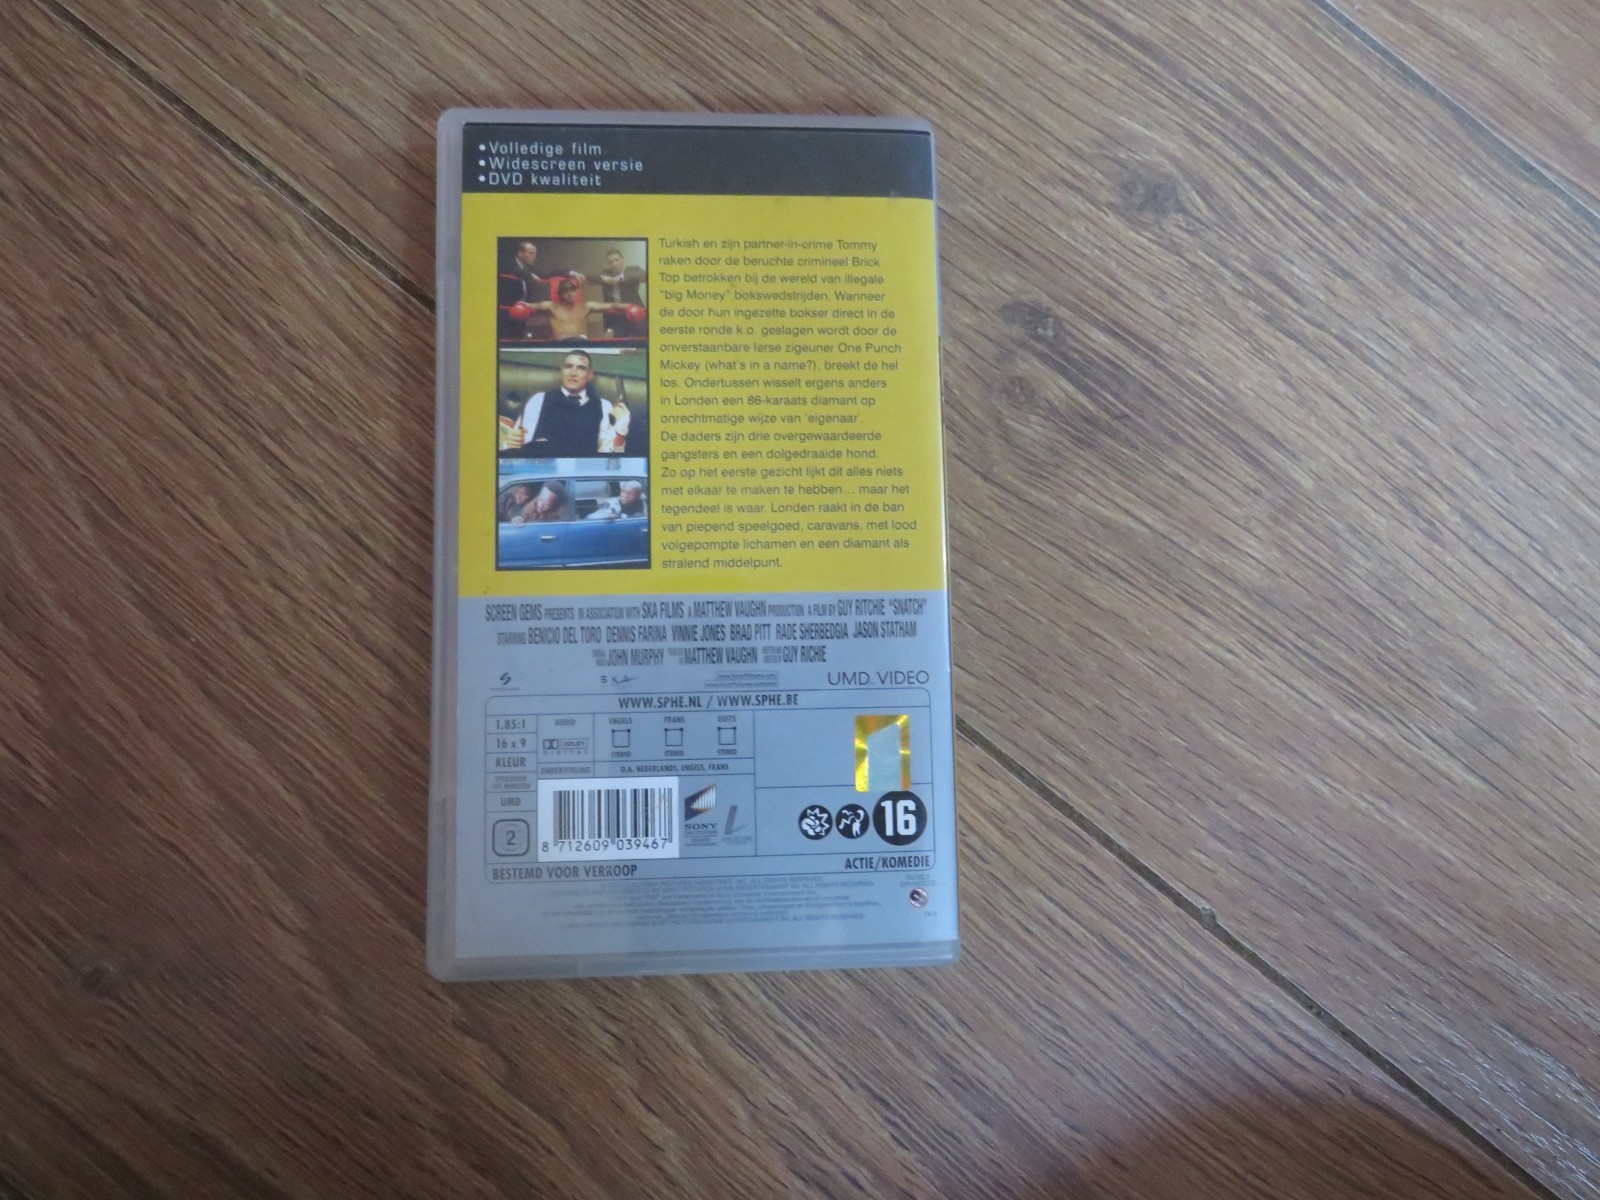 •Volledige film
•Widescreen versie
•DVD kwaliteit
Turkish en zijn partner-in-crime Tommy
raken door de beruchte crimineel Brick
Top betrokken bij de wereld van illegale
"big Money" bokswedstrijden. Wanneer
de door hun ingezette bokser direct in de
eerste ronde k.o. geslagen wordt door de
onverstaanbare Ierse zigeuner One Punch
Mickey (what's in a name?), breekt de hel
los. Ondertussen wisselt ergens anders
in Londen een 86-karaats diamant op
onrechtmatige wijze van 'eigenaar'.
De daders zijn drie overgewaardeerde
gangsters en een dolgedraaide hond.
Zo op het eerste gezicht lijkt dit alles niets
met elkaar te maken te hebben... maar het
tegendeel is waar. Londen raakt in de ban
van piepend speelgoed, caravans, met lood
volgepompte lichamen en een diamant als
stralend middelpunt.
SCREEN GEMS PRESENTS IN ASSOCIATION WITH SKA FILMS A MATTHEW VAUGHN PRODUCTION A FILM BY GUY RITCHIE "SNATCH"
STARRING BENICIO DEL TORO DENNIS FARINA VINNIE JONES BRAD PITT RADE SHERBEDGIA JASON STATHAM
JOHN MURPHY MATTHEW VAUGHN GUY RICHIE
SKA
UMD. VIDEO
WWW.SPHE.NL / WWW.SPHE.BE
1.85:1
16 x 9
KLEUR
UMD
2
AUDIO
DOLBY
DIGITAL
ENGELS FRANS DUITS
STEREO STEREO STEREO
ONDERTITELING O.A. NEDERLANDS, ENGELS, FRANS
8 712609 039467
SONY
16
BESTEMD VOOR VERKOOP
ACTIE/KOMEDIE